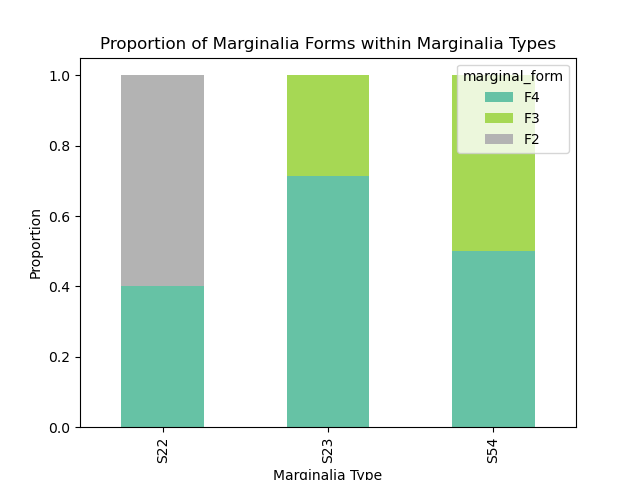 Proportion of Marginalia Forms within Marginalia Types
marginal_form
F4
F3
F2
1.0
0.8
0.6
0.4
0.2
0.0
Proportion
S22
S23
S54
Marginalia Type